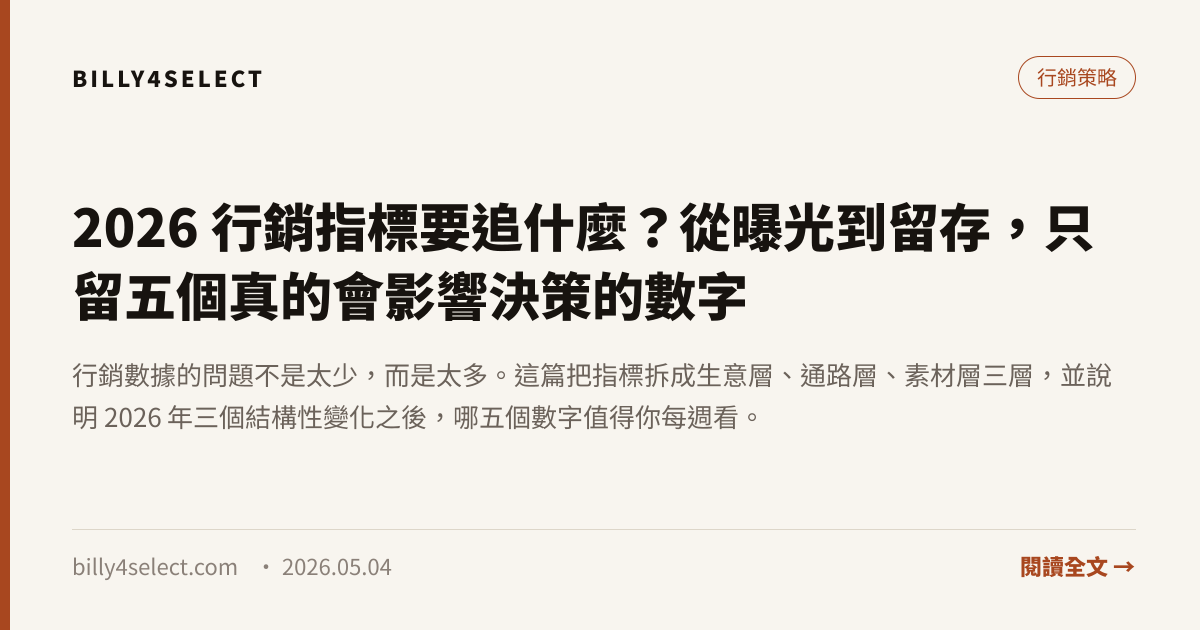 BILLY4SELECT
行銷策略
2026 行銷指標要追什麼？從曝光到留存，只
留五個真的會影響決策的數字
行銷數據的問題不是太少，而是太多。這篇把指標拆成生意層、通路層、素材層三層，並說
明 2026 年三個結構性變化之後，哪五個數字值得你每週看。
billy4select.com ・ 2026.05.04
閱讀全文 →